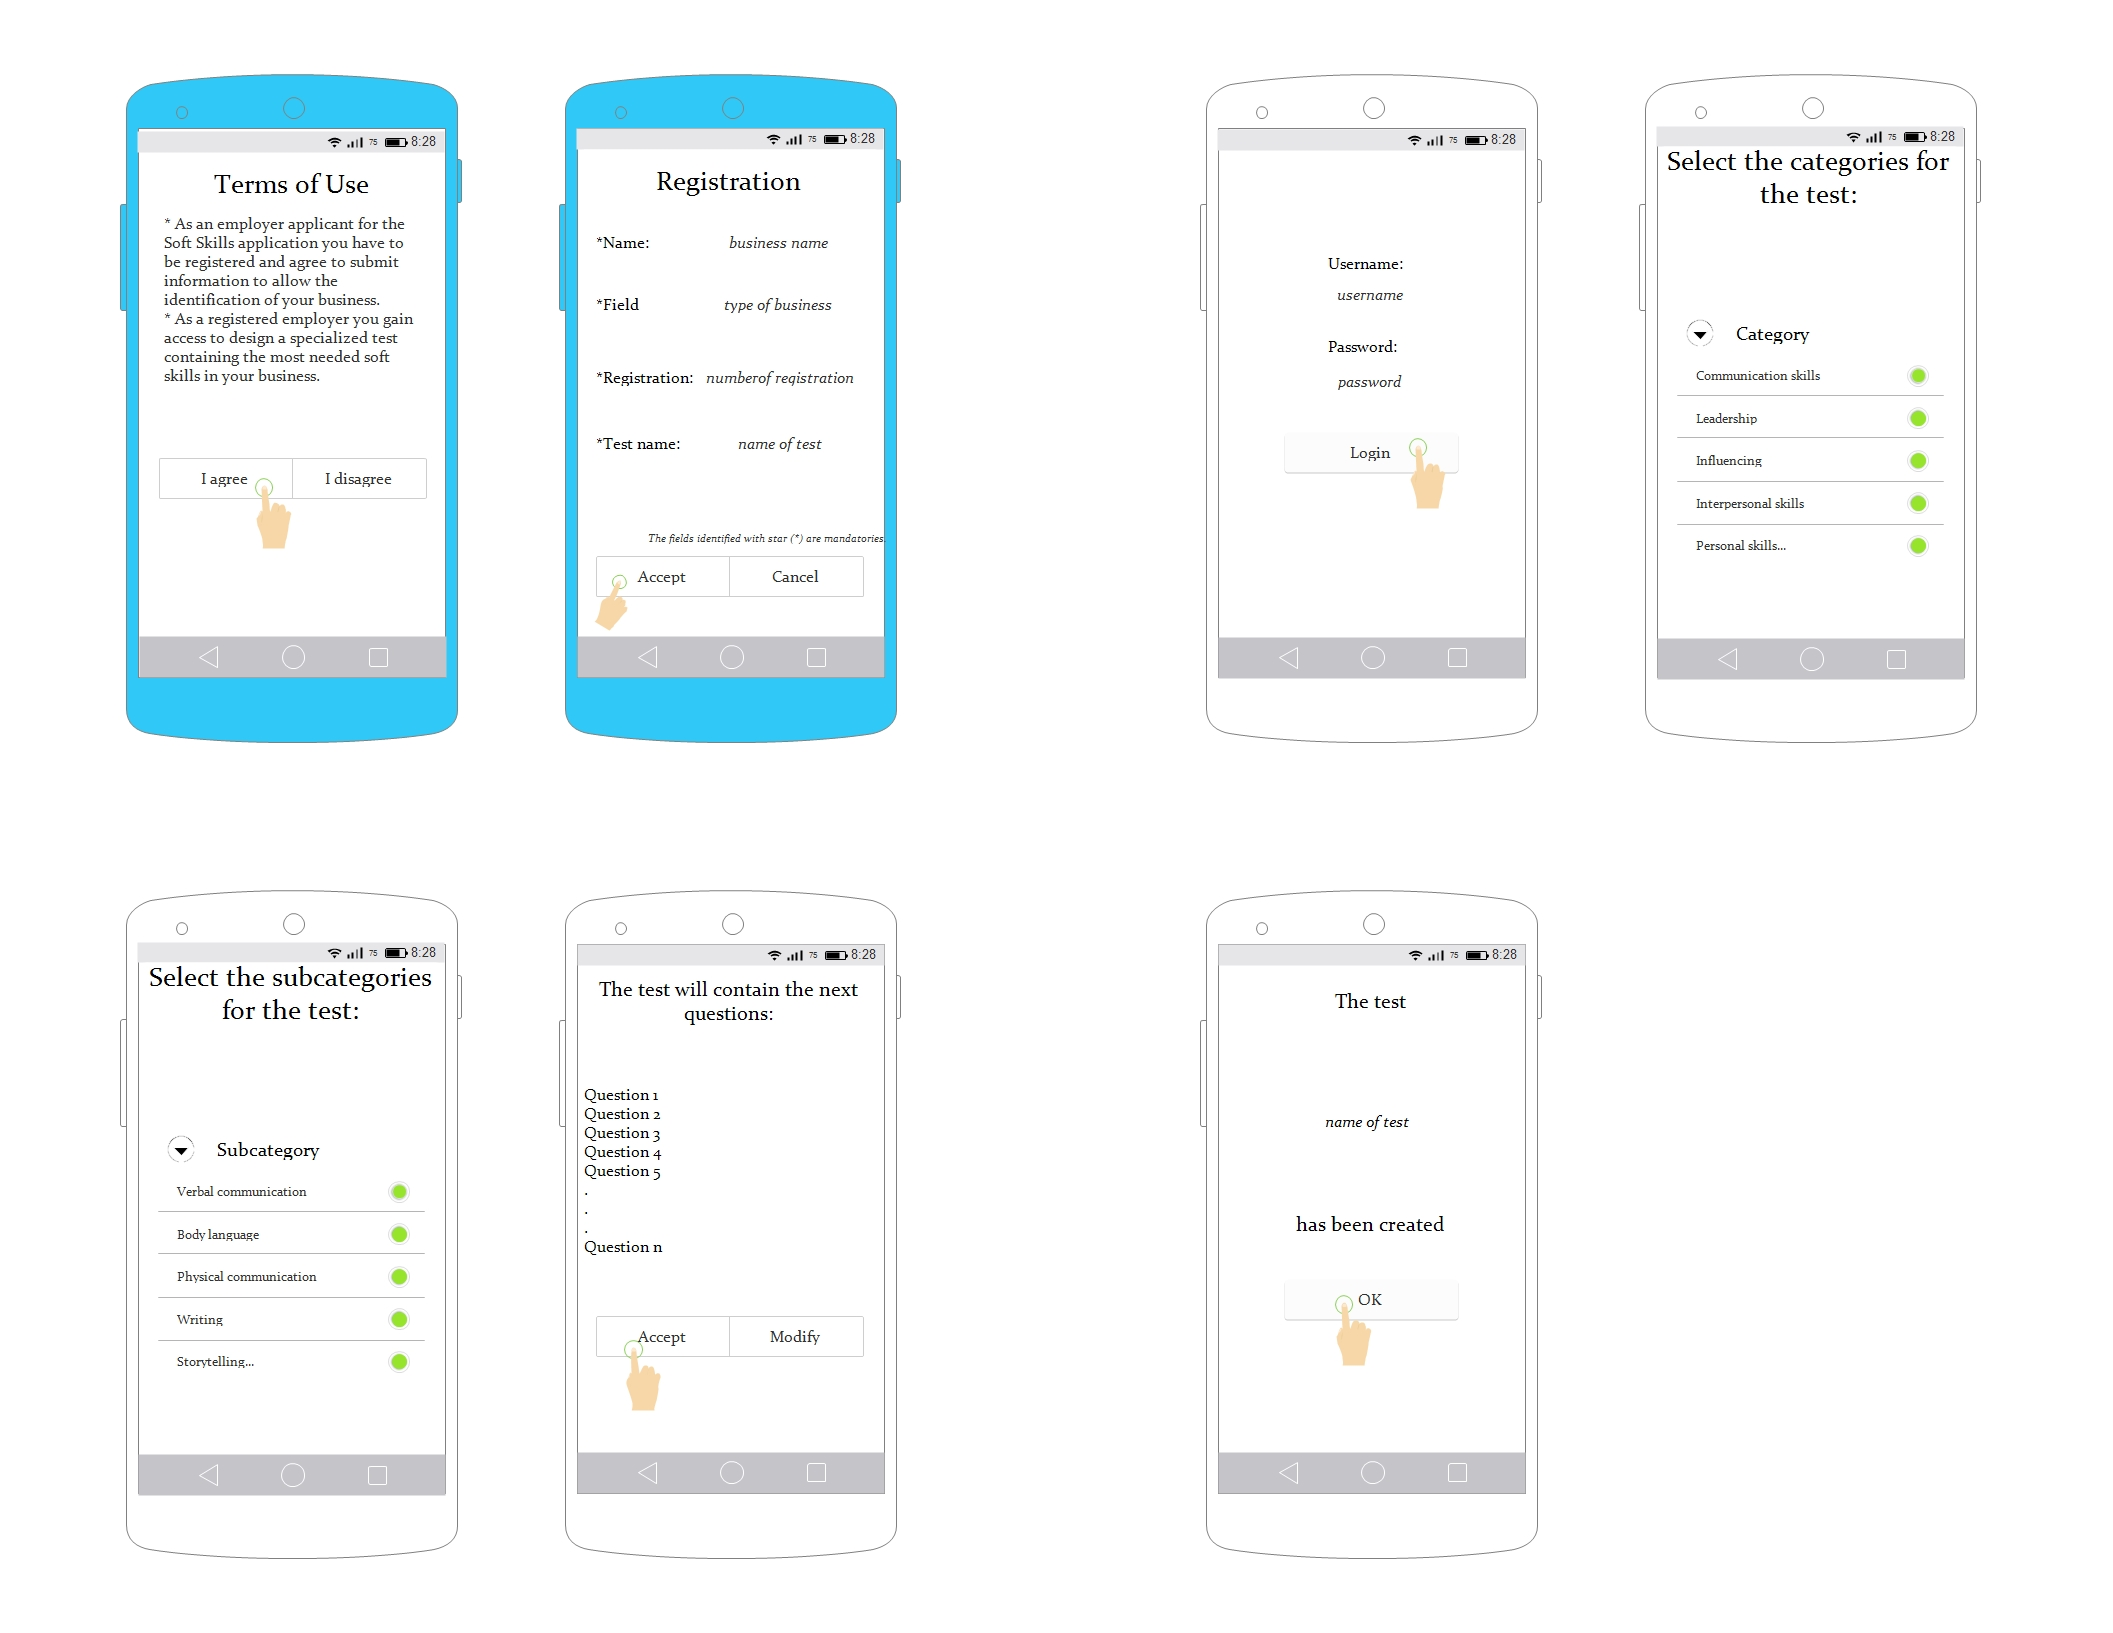 75 8:28
Terms of Use
* As an employer applicant for the
Soft Skills application you have to
be registered and agree to submit
information to allow the
identification of your business.
* As a registered employer you gain
access to design a specialized test
containing the most needed soft
skills in your business.
I agree I disagree
75 8:28
Registration
*Name: business name
*Field type of business
*Registration: numberof registration
*Test name: name of test
The fields identified with star (*) are mandatories.
Accept Cancel
75 8:28
Username:
username
Password:
password
Login
75 8:28
Select the categories for
the test:
Category
Communication skills
Leadership
Influencing
Interpersonal skills
Personal skills...
75 8:28
Select the subcategories
for the test:
Subcategory
Verbal communication
Body language
Physical communication
Writing
Storytelling...
75 8:28
The test will contain the next
questions:
Question 1
Question 2
Question 3
Question 4
Question 5
.
.
.
Question n
Accept Modify
75 8:28
The test
name of test
has been created
OK